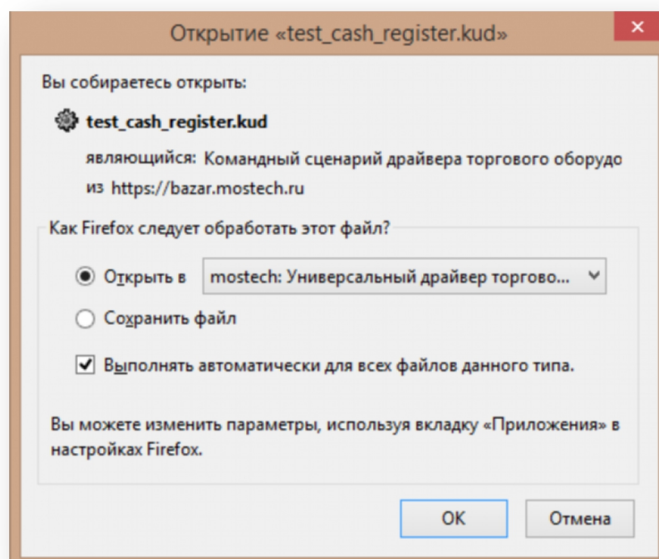 Открытие «test_cash_register.kud»
Вы собираетесь открыть:
test_cash_register.kud
являющийся: Командный сценарий драйвера торгового оборудо
из https://bazar.mostech.ru
Как Firefox следует обработать этот файл?
Открыть в mostech: Универсальный драйвер торгово...
Сохранить файл
Выполнять автоматически для всех файлов данного типа.
Вы можете изменить параметры, используя вкладку «Приложения» в
настройках Firefox.
ОК Отмена